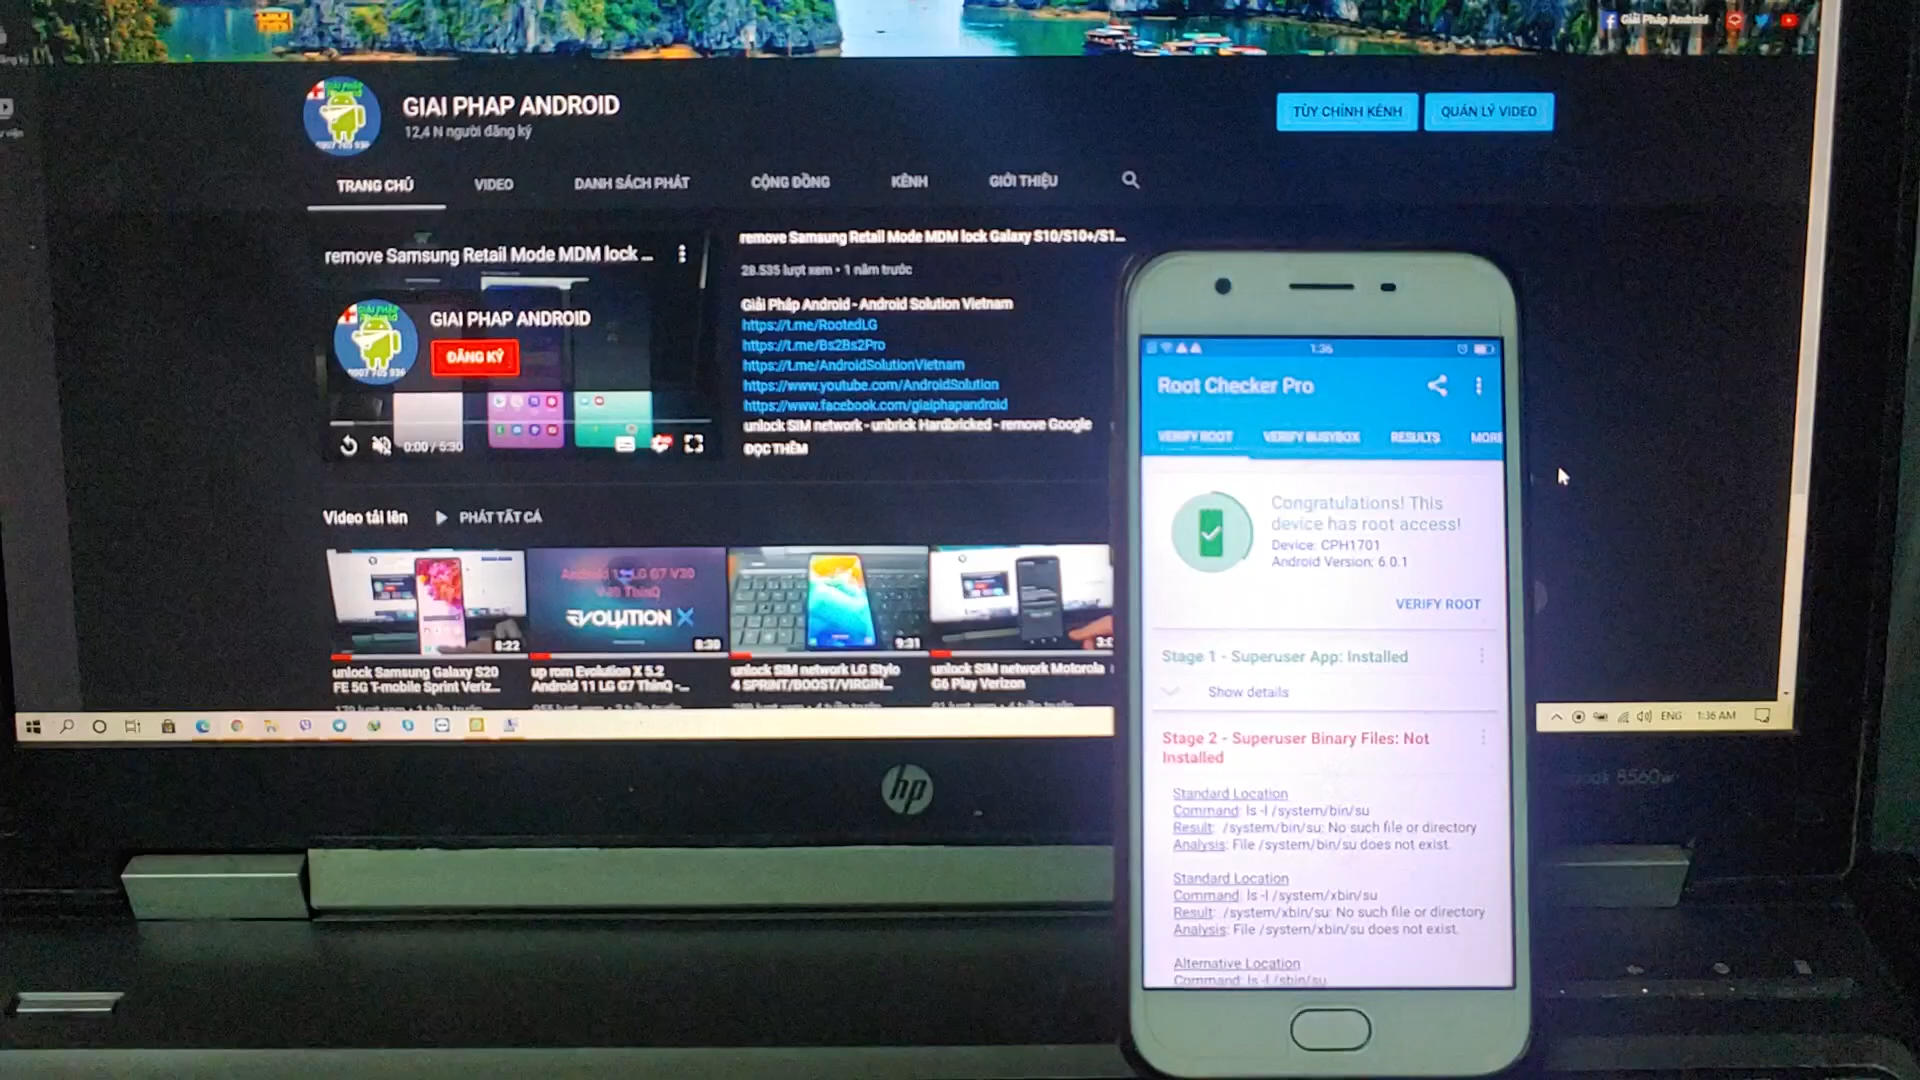 Giải Pháp Android
GIAI PHAP ANDROID
12,4 N người đăng ký
TÙY CHỈNH KÊNH
QUẢN LÝ VIDEO
TRANG CHỦ
VIDEO
DANH SÁCH PHÁT
CỘNG ĐỒNG
KÊNH
GIỚI THIỆU
remove Samsung Retail Mode MDM lock ...
GIAI PHAP ANDROID
ĐĂNG KÝ
0:00 / 5:30
remove Samsung Retail Mode MDM lock Galaxy S10/S10+/S1...
28.535 lượt xem • 1 năm trước
Giải Pháp Android - Android Solution Vietnam
https://t.me/RootedLG
https://t.me/Bs2Bs2Pro
https://t.me/AndroidSolutionVietnam
https://www.youtube.com/AndroidSolution
https://www.facebook.com/giaiphapandroid
unlock SIM network - unbrick Hardbricked - remove Google
ĐỌC THÊM
Video tải lên
PHÁT TẤT CẢ
8:22
EVOLUTION X
8:30
9:31
unlock Samsung Galaxy S20
FE 5G T-mobile Sprint Veriz...
up rom Evolution X 5.2
Android 11 LG G7 ThinQ -...
unlock SIM network LG Stylo
4 SPRINT/BOOST/VIRGIN...
unlock SIM network Motorola
G6 Play Verizon
ENG
1:36 AM
hp
8560w
1:36
Root Checker Pro
VERIFY ROOT
VERIFY BUSYBOX
RESULTS
MORE
Congratulations! This
device has root access!
Device: CPH1701
Android Version: 6.0.1
VERIFY ROOT
Stage 1 - Superuser App: Installed
Show details
Stage 2 - Superuser Binary Files: Not
Installed
Standard Location
Command: ls -l /system/bin/su
Result: /system/bin/su: No such file or directory
Analysis: File /system/bin/su does not exist.
Standard Location
Command: ls -l /system/xbin/su
Result: /system/xbin/su: No such file or directory
Analysis: File /system/xbin/su does not exist.
Alternative Location
Command: ls -l /sbin/su